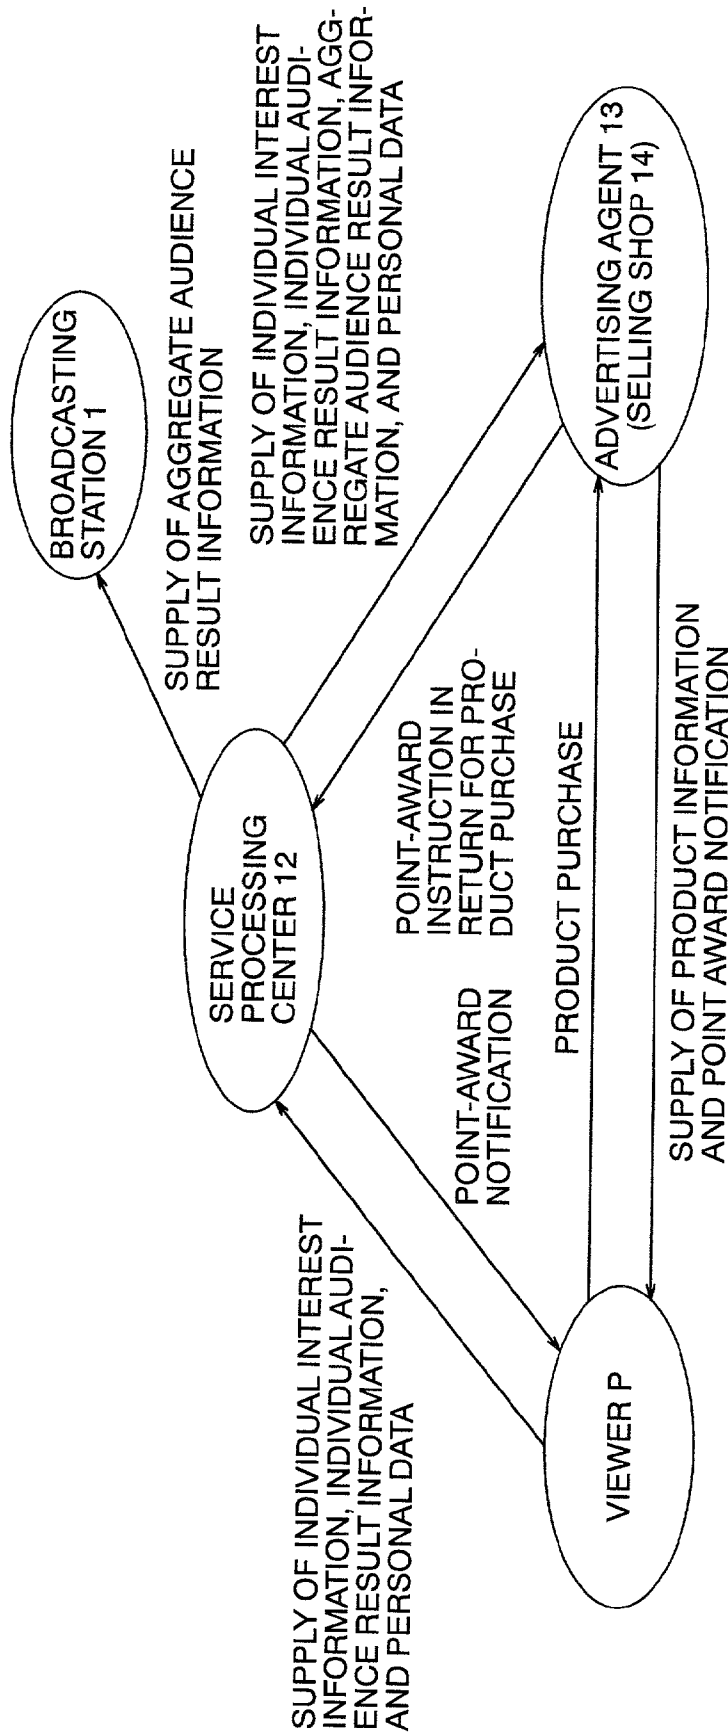 BROADCASTING
STATION 1
SUPPLY OF AGGREGATE AUDIENCE
RESULT INFORMATION
SUPPLY OF INDIVIDUAL INTEREST
INFORMATION, INDIVIDUAL AUDI-
ENCE RESULT INFORMATION, AGG-
REGATE AUDIENCE RESULT INFOR-
MATION, AND PERSONAL DATA
SERVICE
PROCESSING
CENTER 12
SUPPLY OF INDIVIDUAL INTEREST
INFORMATION, INDIVIDUAL AUDI-
ENCE RESULT INFORMATION,
AND PERSONAL DATA
POINT-AWARD
NOTIFICATION
POINT-AWARD
INSTRUCTION IN
RETURN FOR PRO-
DUCT PURCHASE
PRODUCT PURCHASE
VIEWER P
ADVERTISING AGENT 13
(SELLING SHOP 14)
SUPPLY OF PRODUCT INFORMATION
AND POINT AWARD NOTIFICATION